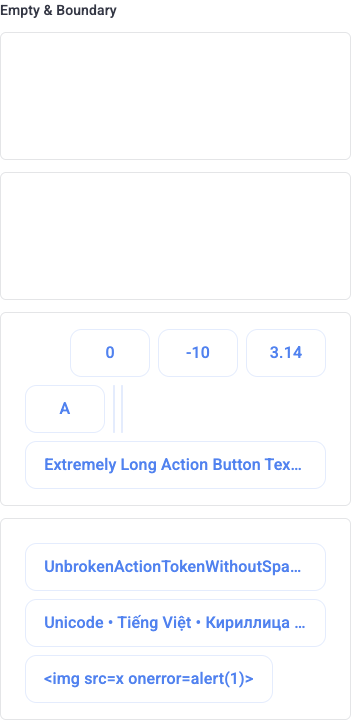 Empty & Boundary
0 -10 3.14
A
Extremely Long Action Button Tex...
UnbrokenActionTokenWithoutSpa...
Unicode • Tiếng Việt • Кириллица ...
<img src=x onerror=alert(1)>